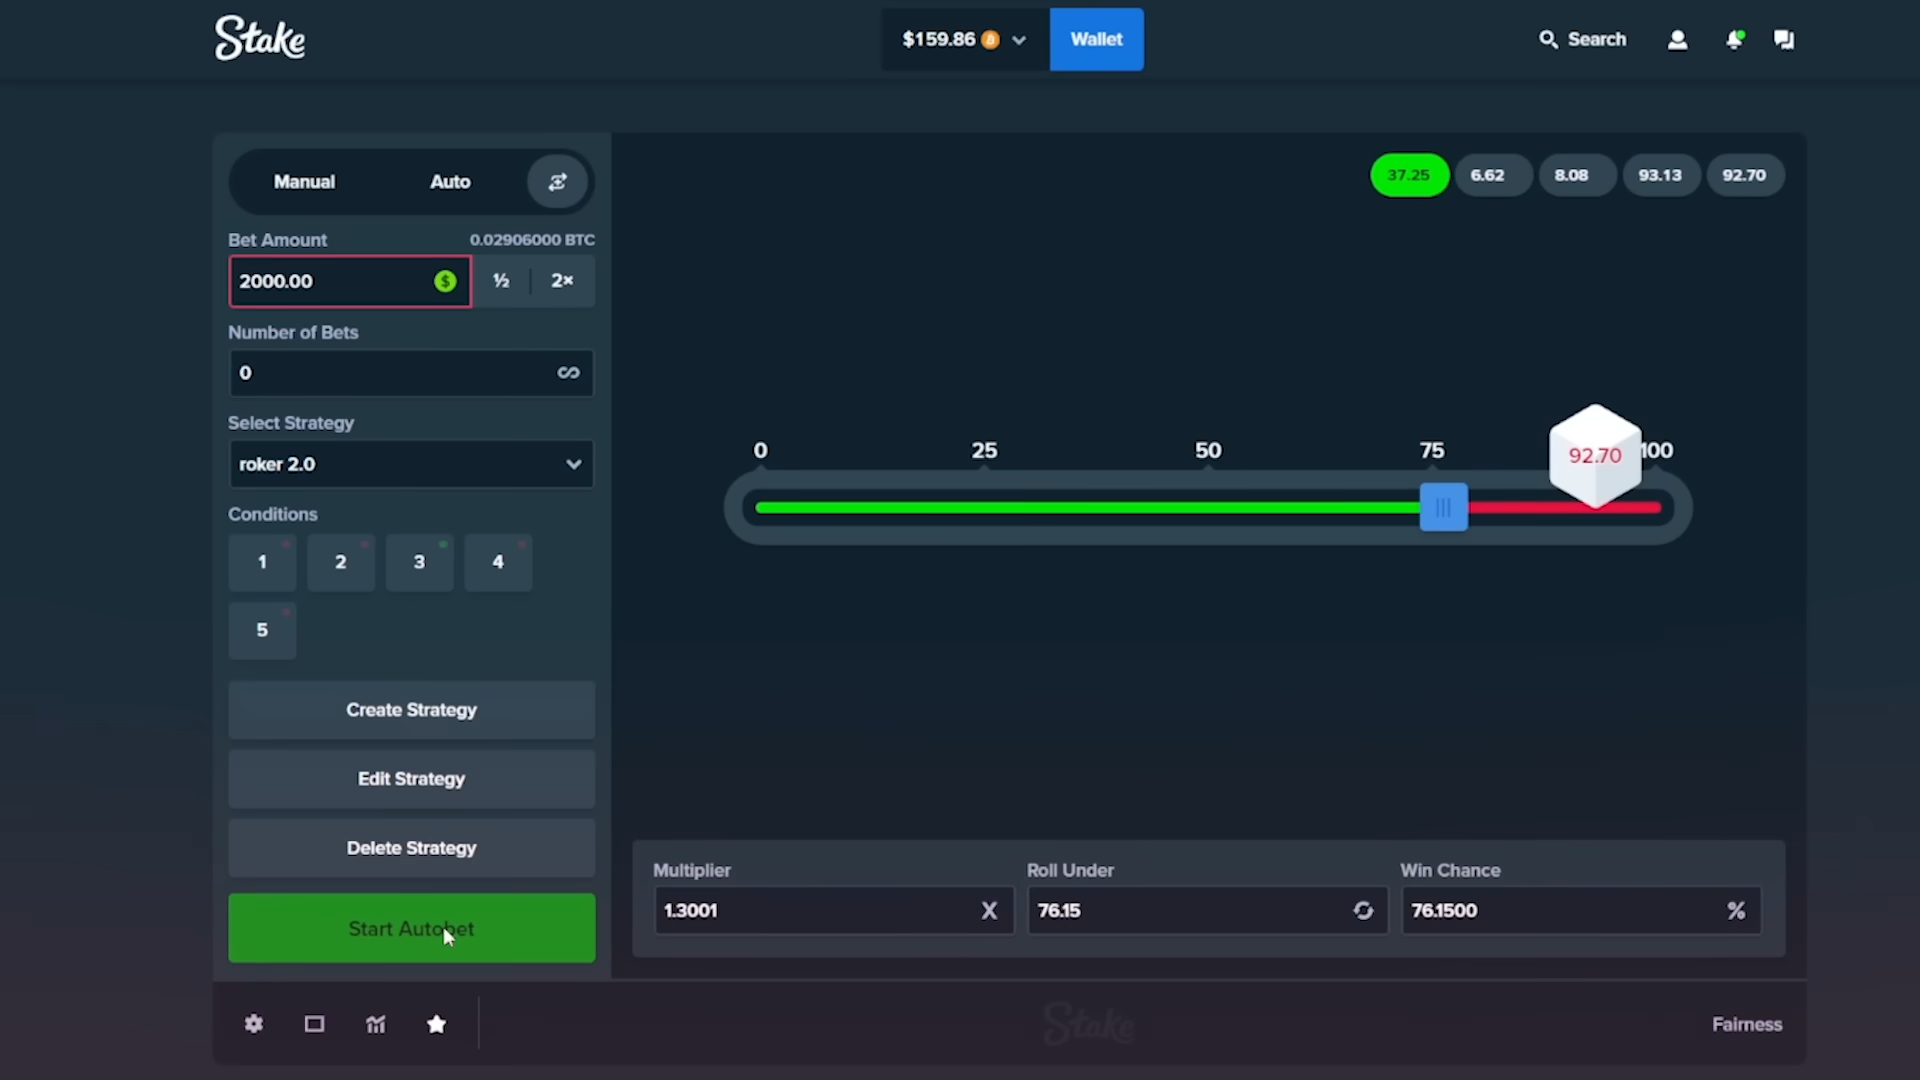 Stake
$159.86
Wallet
Search
Manual
Auto
37.25
6.62
8.08
93.13
92.70
Bet Amount
0.02906000 BTC
2000.00
$
½
2×
Number of Bets
0
∞
Select Strategy
roker 2.0
Conditions
1
2
3
4
5
0
25
50
75
100
92.70
Create Strategy
Edit Strategy
Delete Strategy
Start Autobet
Multiplier
Roll Under
Win Chance
1.3001
X
76.15
76.1500
%
Stake
Fairness